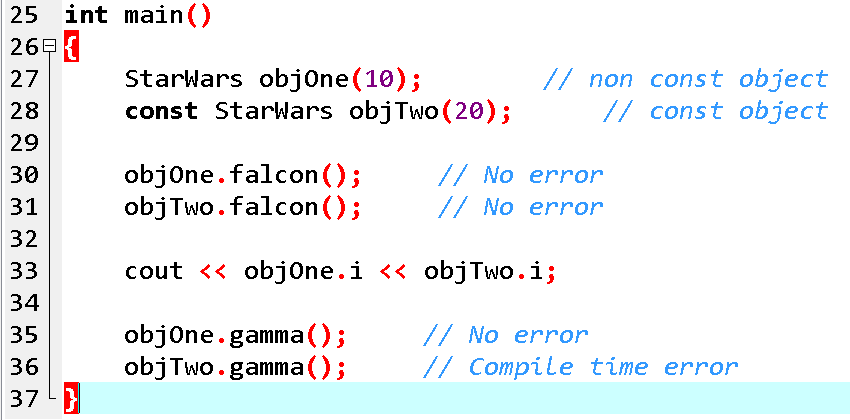 25 int main()
26 {
27 StarWars objOne(10); // non const object
28 const StarWars objTwo(20); // const object
29
30 objOne.falcon(); // No error
31 objTwo.falcon(); // No error
32
33 cout << objOne.i << objTwo.i;
34
35 objOne.gamma(); // No error
36 objTwo.gamma(); // Compile time error
37 }